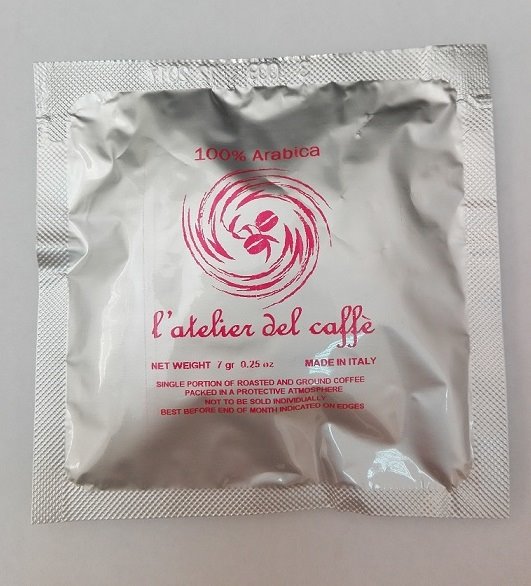 100% Arabica
l'atelier del caffè
NET WEIGHT 7 gr 0.25 oz MADE IN ITALY
SINGLE PORTION OF ROASTED AND GROUND COFFEE
PACKED IN A PROTECTIVE ATMOSPHERE
NOT TO BE SOLD INDIVIDUALLY
BEST BEFORE END OF MONTH INDICATED ON EDGES